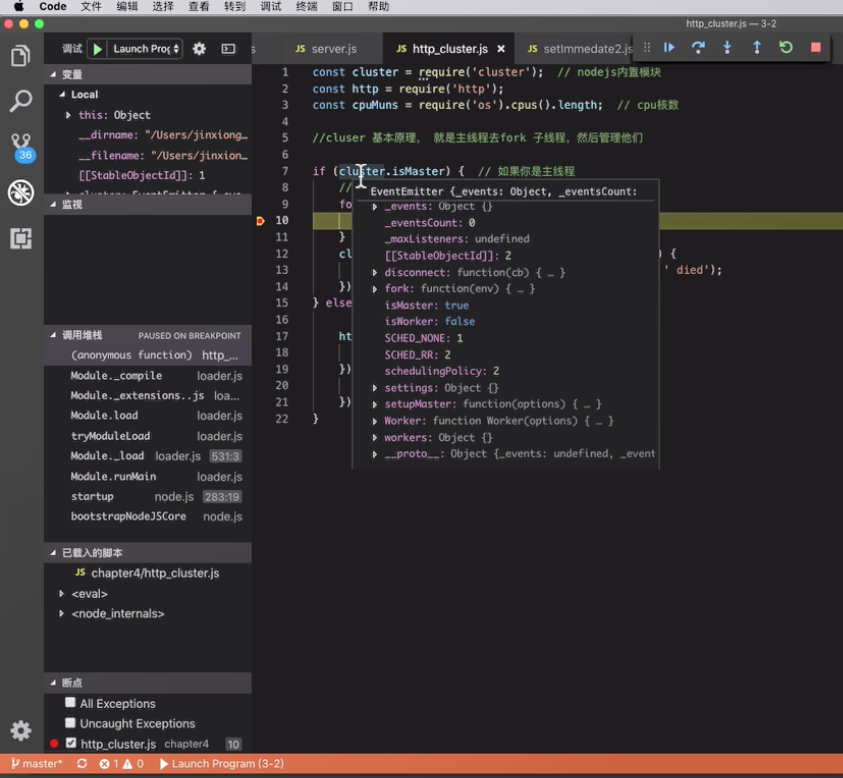 Code 文件 编辑 选择 查看 转到 调试 终端 窗口 帮助
http_cluster.js — 3-2
调试 Launch Prog
s JS server.js JS http_cluster.js × JS setImmedate2.js
变量
Local
this: Object
__dirname: "/Users/jinxiong…
__filename: "/Users/jinxion…
[[StableObjectId]]: 1
监视
调用堆栈 PAUSED ON BREAKPOINT
(anonymous function) http_...
Module._compile loader.js
Module._extensions..js loa...
Module.load loader.js
tryModuleLoad loader.js
Module._load loader.js 531:3
Module.runMain loader.js
startup node.js 283:19
bootstrapNodeJSCore node.js
已载入的脚本
JS chapter4/http_cluster.js
<eval>
<node_internals>
断点
All Exceptions
Uncaught Exceptions
http_cluster.js chapter4 10
36
1 const cluster = require('cluster'); // nodejs内置模块
2 const http = require('http');
3 const cpuMuns = require('os').cpus().length; // cpu核数
4
5 //cluser 基本原理， 就是主线程去fork 子线程，然后管理他们
6
7 if (cluster.isMaster) { // 如果你是主线程
8 //
9 fo
10
11 }
12 cl ) {
13 ' died');
14 })
15 } else
16
17 ht
18
19 })
20
21 })
22 }
EventEmitter {_events: Object, _eventsCount:
_events: Object {}
_eventsCount: 0
_maxListeners: undefined
[[StableObjectId]]: 2
disconnect: function(cb) { … }
fork: function(env) { … }
isMaster: true
isWorker: false
SCHED_NONE: 1
SCHED_RR: 2
schedulingPolicy: 2
settings: Object {}
setupMaster: function(options) { … }
Worker: function Worker(options) { … }
workers: Object {}
__proto__: Object {_events: undefined, _event
master* 1 0 Launch Program (3-2)